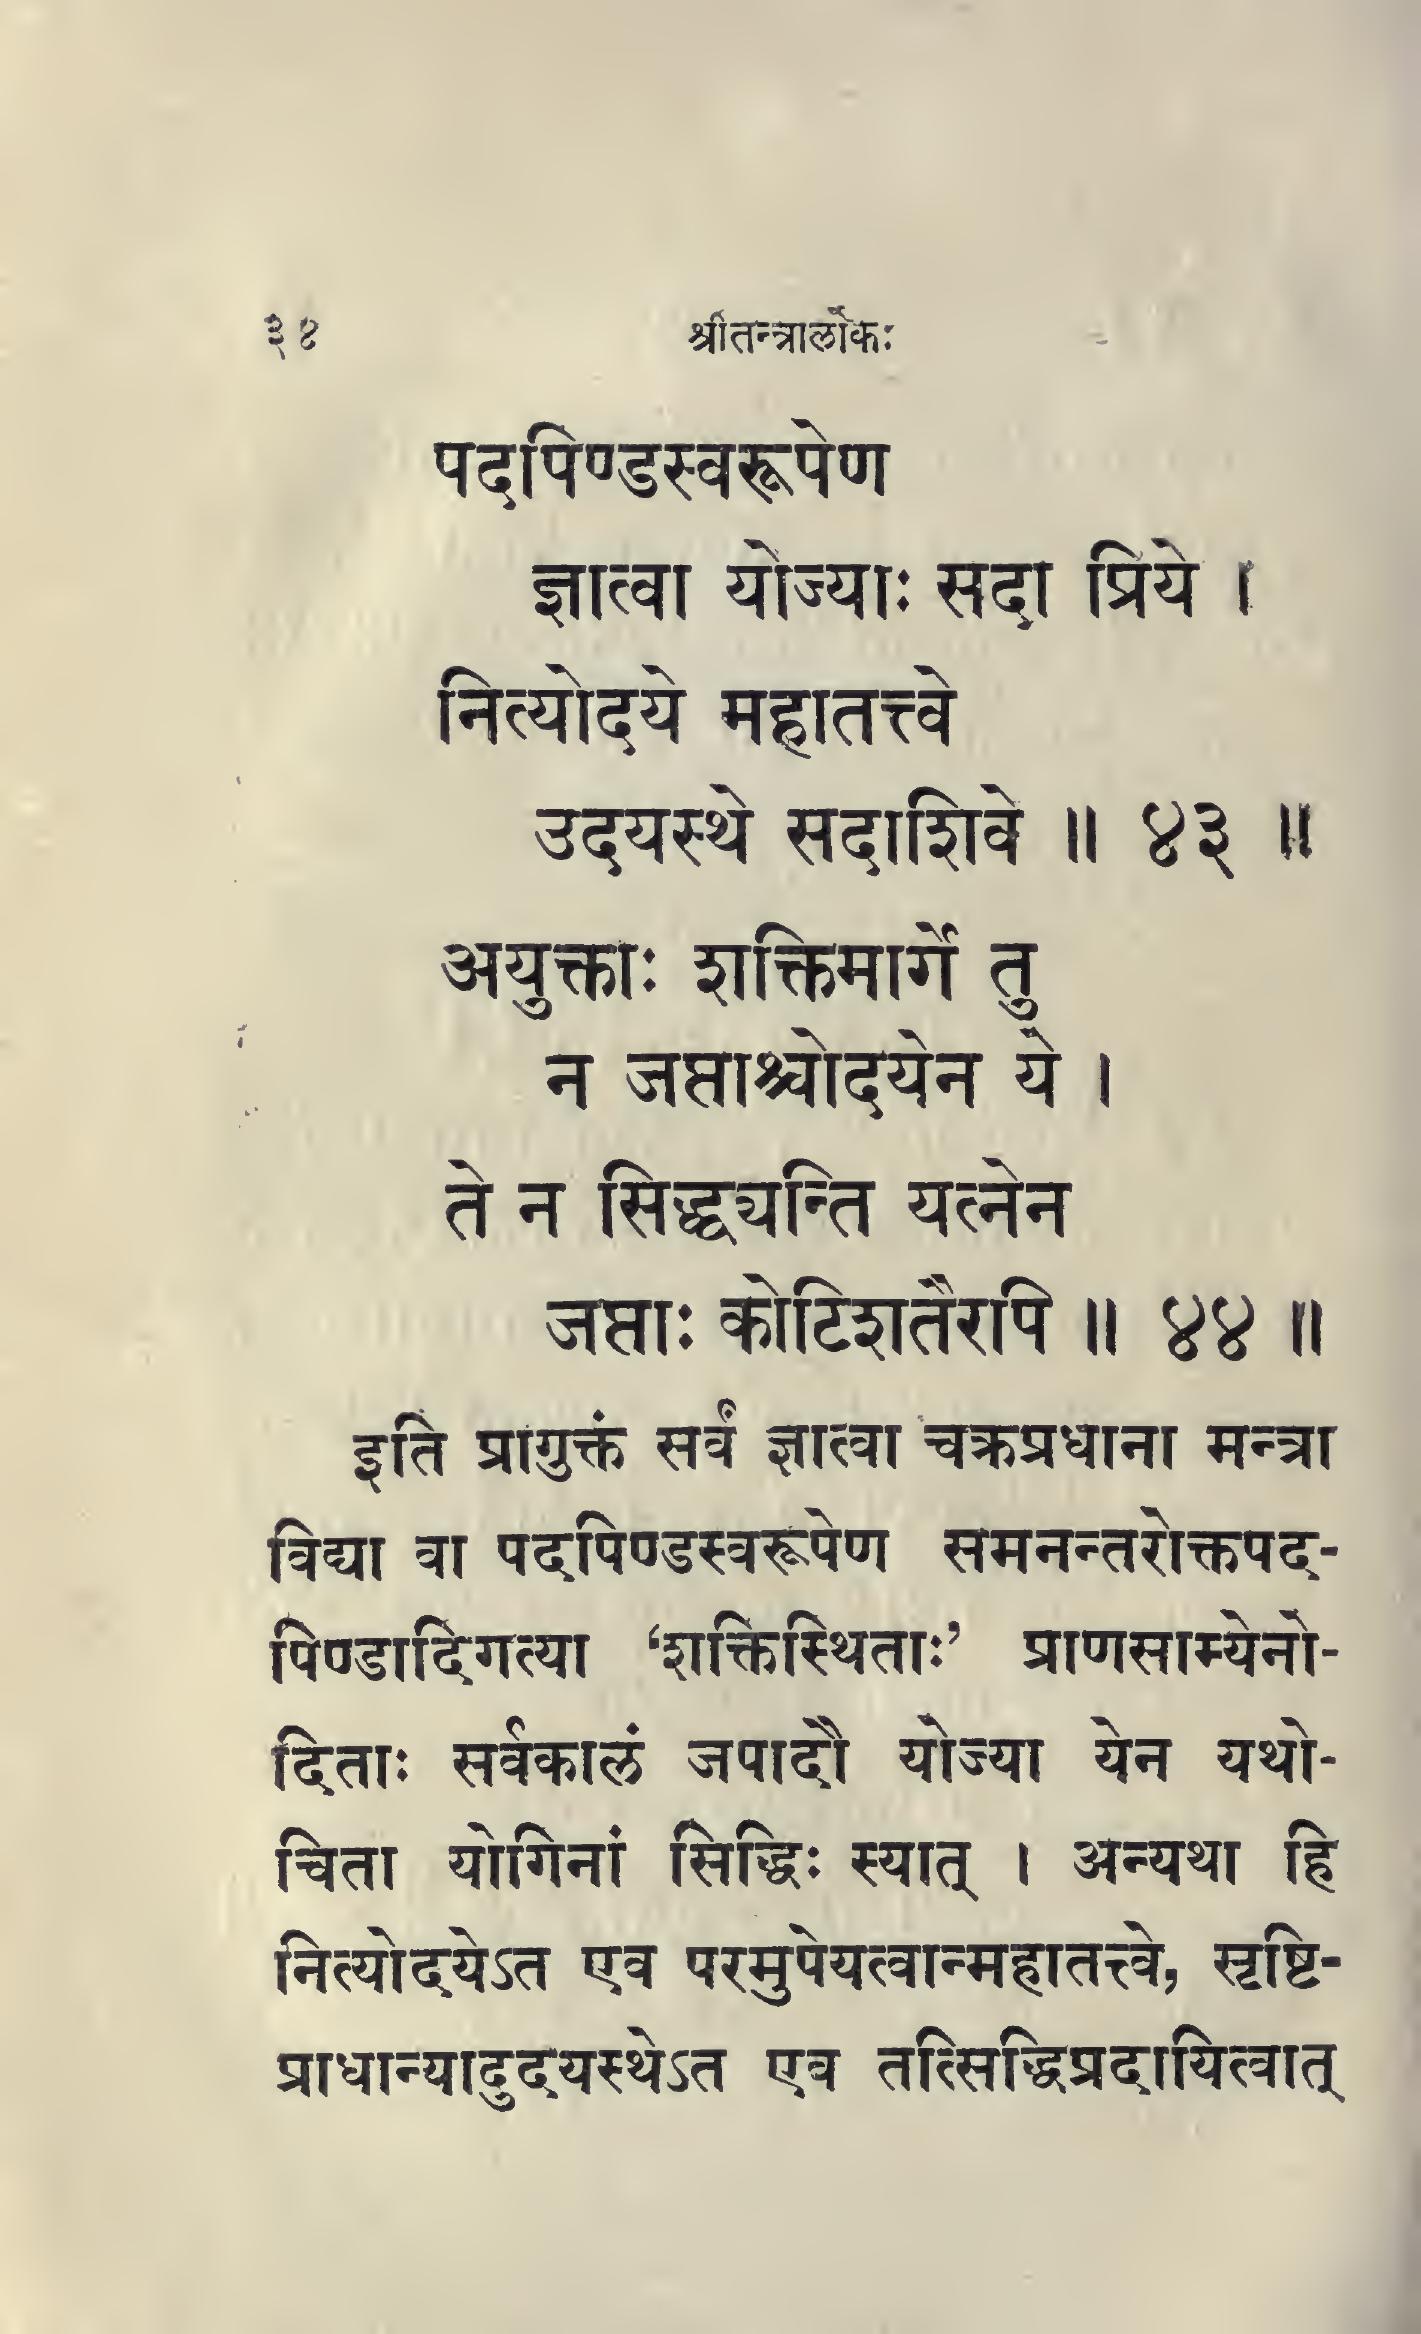 ३४ श्रीतन्त्रालोकः
पदपिण्डस्वरूपेण
ज्ञात्वा योज्याः सदा प्रिये ।
नित्योदये महातत्त्वे
उदयस्थे सदाशिवे ॥ ४३ ॥
अयुक्ताः शक्तिमार्गे तु
न जप्ताश्चोदयेन ये ।
ते न सिद्ध्यन्ति यत्नेन
जप्ताः कोटिशतैरपि ॥ ४४ ॥
इति प्रागुक्तं सर्वं ज्ञात्वा चक्रप्रधाना मन्त्रा
विद्या वा पदपिण्डस्वरूपेण समनन्तरोक्तपद-
पिण्डादिगत्या ‘शक्तिस्थिताः’ प्राणसाम्येनो-
दिताः सर्वकालं जपादौ योज्या येन यथो-
चिता योगिनां सिद्धिः स्यात् । अन्यथा हि
नित्योदयेऽत एव परमुपेयत्वान्महातत्त्वे, सृष्टि-
प्राधान्यादुदयस्थेऽत एव तत्सिद्धिप्रदायित्वात्